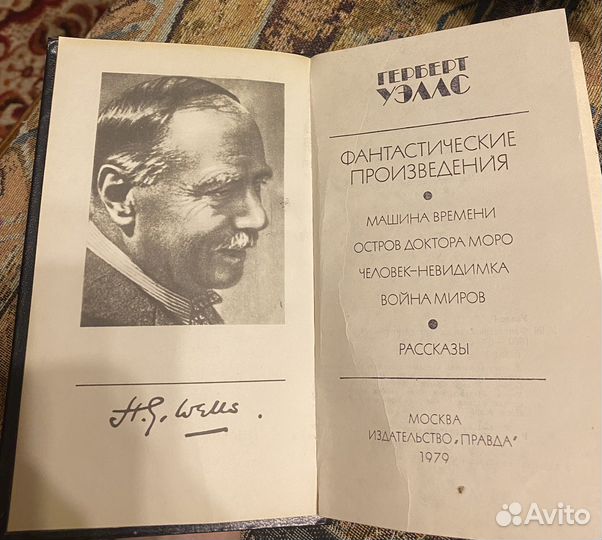 H.G. Wells.
ГЕРБЕРТ
УЭЛЛС
ФАНТАСТИЧЕСКИЕ
ПРОИЗВЕДЕНИЯ
МАШИНА ВРЕМЕНИ
ОСТРОВ ДОКТОРА МОРО
ЧЕЛОВЕК-НЕВИДИМКА
ВОЙНА МИРОВ
РАССКАЗЫ
МОСКВА
ИЗДАТЕЛЬСТВО „ПРАВДА“
1979
Avito